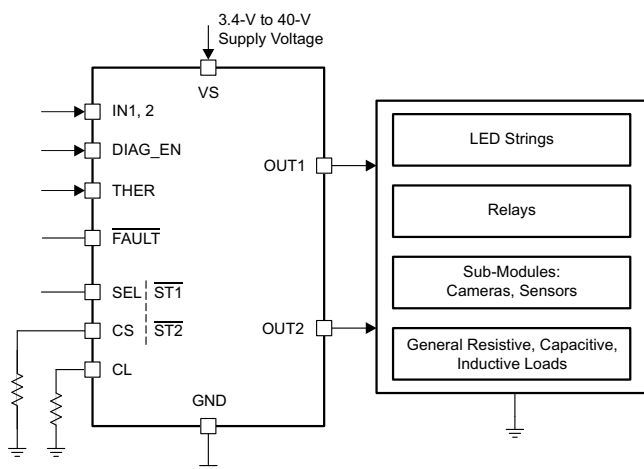 3.4-V to 40-V
Supply Voltage
VS
IN1, 2
DIAG_EN
THER
FAULT
SEL ST1
CS ST2
CL
GND
OUT1
OUT2
LED Strings
Relays
Sub-Modules:
Cameras, Sensors
General Resistive, Capacitive,
Inductive Loads